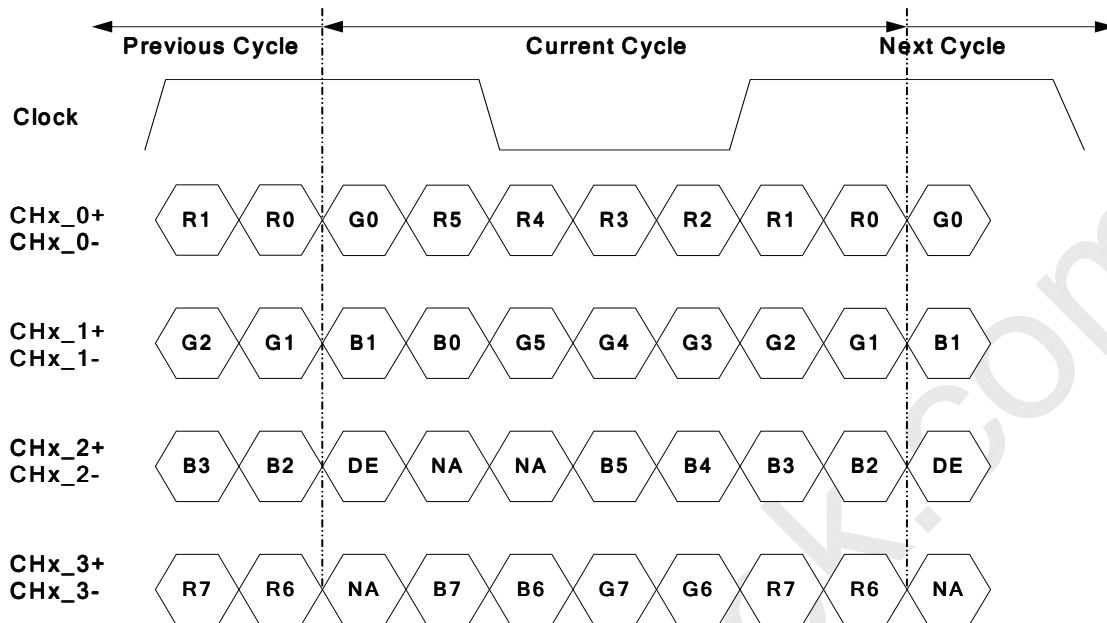 Previous Cycle Current Cycle Next Cycle
Clock
CHx_0+
CHx_0-
R1 R0 G0 R5 R4 R3 R2 R1 R0 G0
CHx_1+
CHx_1-
G2 G1 B1 B0 G5 G4 G3 G2 G1 B1
CHx_2+
CHx_2-
B3 B2 DE NA NA B5 B4 B3 B2 DE
CHx_3+
CHx_3-
R7 R6 NA B7 B6 G7 G6 R7 R6 NA
k.com